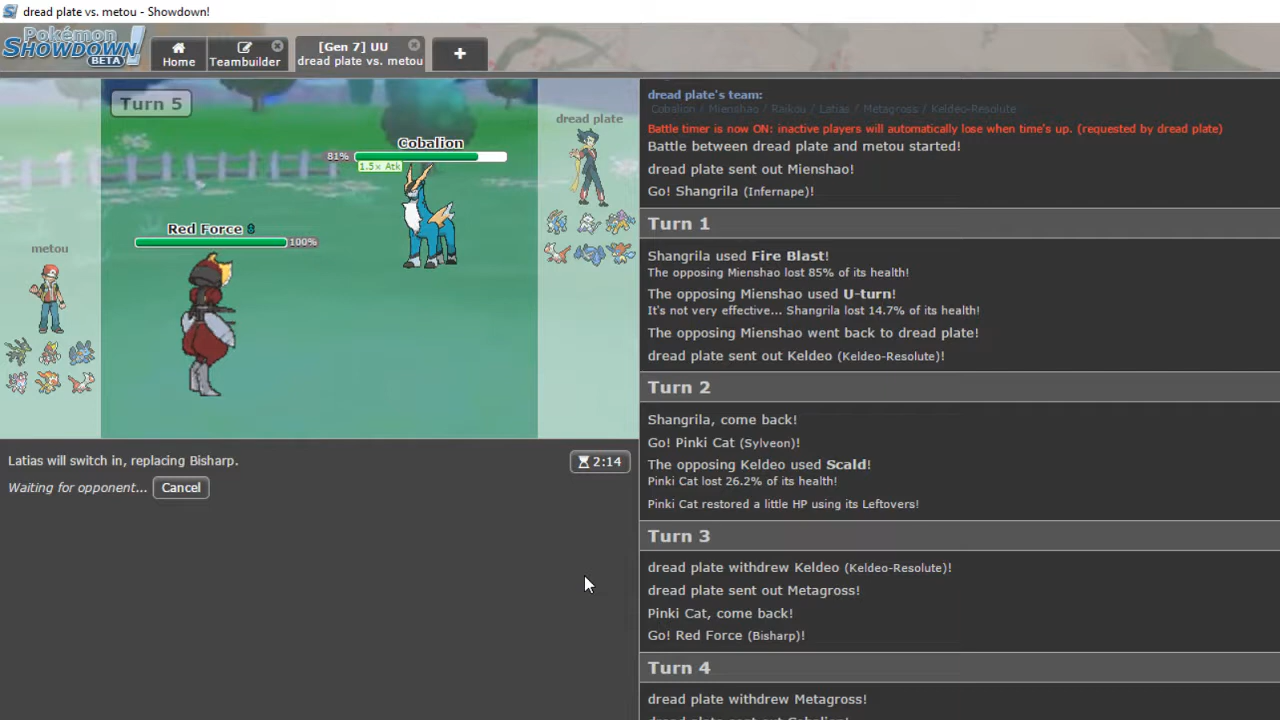 dread plate vs. metou - Showdown!
Pokémon
SHOWDOWN!
BETA
Home
Teambuilder
[Gen 7] UU
dread plate vs. metou
+
Turn 5
Cobalion
81%
1.5× Atk
Red Force
100%
metou
dread plate
Latias will switch in, replacing Bisharp.
2:14
Waiting for opponent... Cancel
dread plate's team:
Cobalion / Mienshao / Raikou / Latias / Metagross / Keldeo-Resolute
Battle timer is now ON: inactive players will automatically lose when time's up. (requested by dread plate)
Battle between dread plate and metou started!
dread plate sent out Mienshao!
Go! Shangrila (Infernape)!
Turn 1
Shangrila used Fire Blast!
The opposing Mienshao lost 85% of its health!
The opposing Mienshao used U-turn!
It's not very effective... Shangrila lost 14.7% of its health!
The opposing Mienshao went back to dread plate!
dread plate sent out Keldeo (Keldeo-Resolute)!
Turn 2
Shangrila, come back!
Go! Pinki Cat (Sylveon)!
The opposing Keldeo used Scald!
Pinki Cat lost 26.2% of its health!
Pinki Cat restored a little HP using its Leftovers!
Turn 3
dread plate withdrew Keldeo (Keldeo-Resolute)!
dread plate sent out Metagross!
Pinki Cat, come back!
Go! Red Force (Bisharp)!
Turn 4
dread plate withdrew Metagross!
dread plate sent out Cobalion!